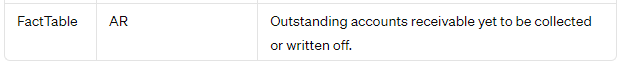 FactTable AR Outstanding accounts receivable yet to be collected
or written off.